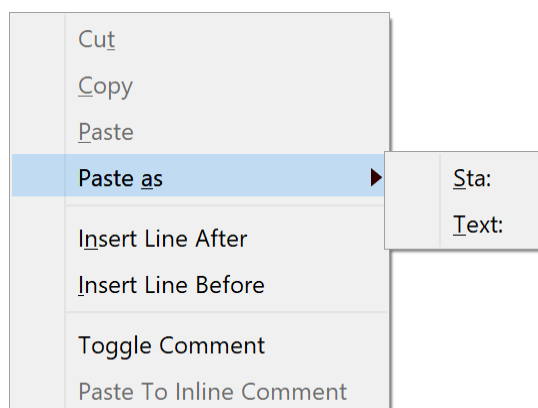 Cut
Copy
Paste
Paste as
Sta:
Text:
Insert Line After
Insert Line Before
Toggle Comment
Paste To Inline Comment